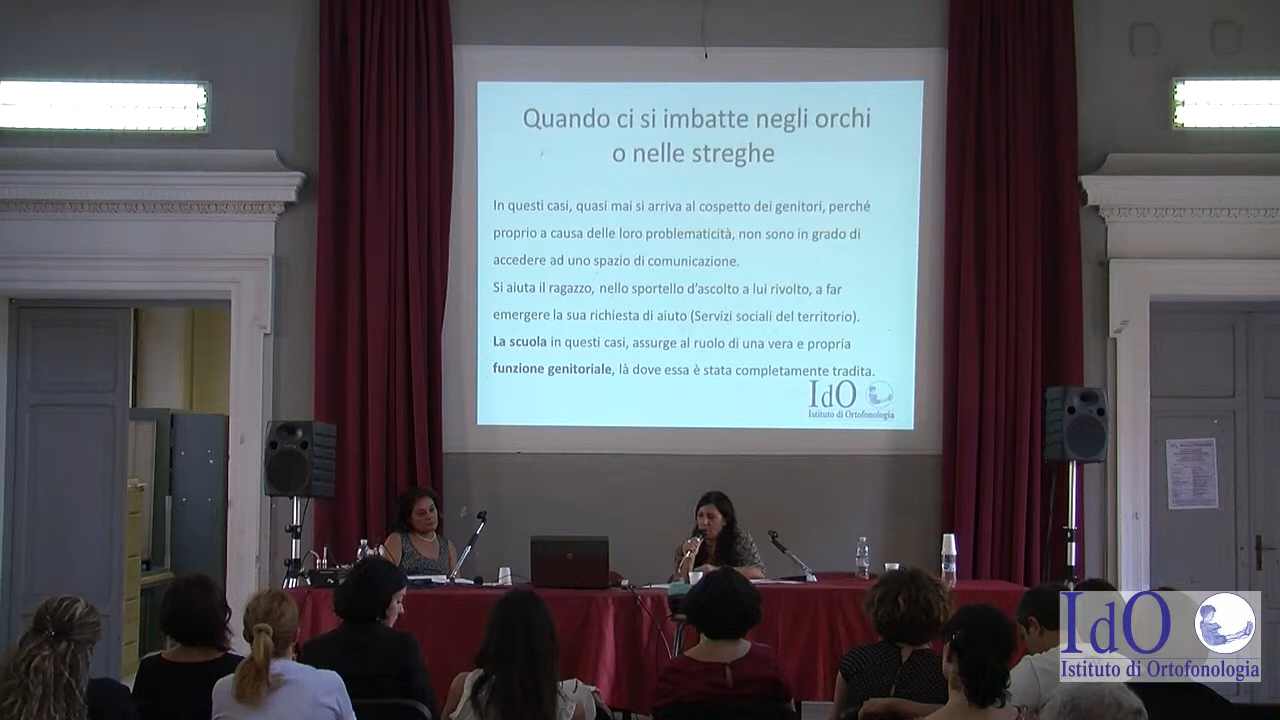 Quando ci si imbatte negli orchi
o nelle streghe
In questi casi, quasi mai si arriva al cospetto dei genitori, perché
proprio a causa delle loro problematicità, non sono in grado di
accedere ad uno spazio di comunicazione.
Si aiuta il ragazzo, nello sportello d'ascolto a lui rivolto, a far
emergere la sua richiesta di aiuto (Servizi sociali del territorio).
La scuola in questi casi, assurge al ruolo di una vera e propria
funzione genitoriale, là dove essa è stata completamente tradita.
IdO
Istituto di Ortofonologia
IdO
Istituto di Ortofonologia